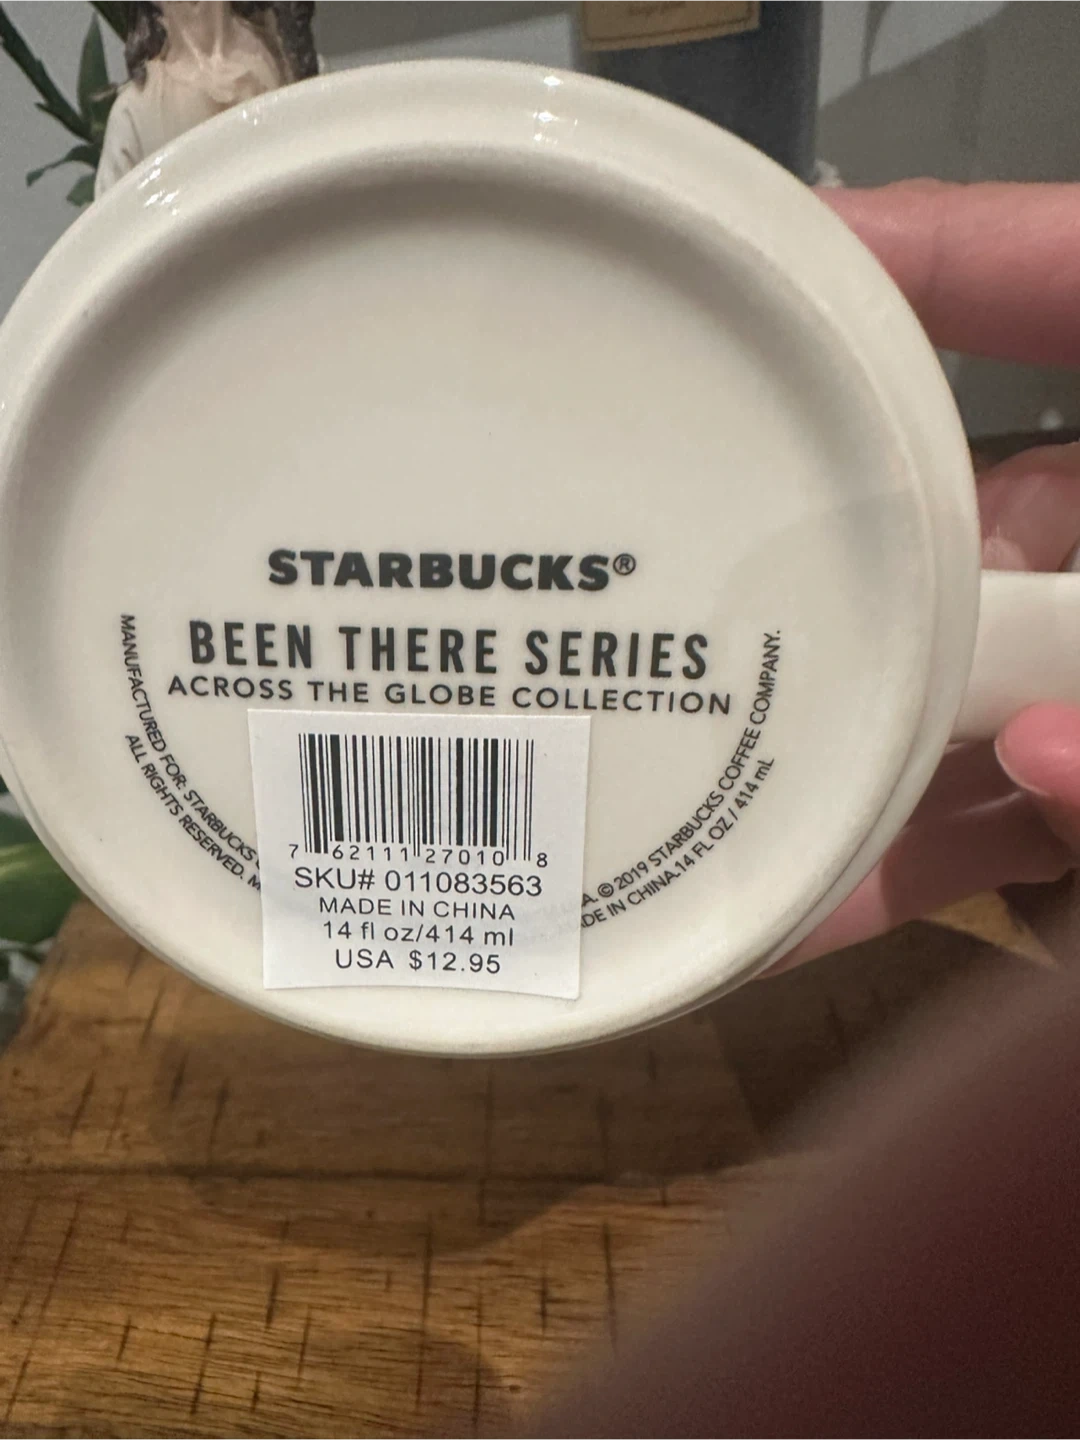 STARBUCKS®
BEEN THERE SERIES
ACROSS THE GLOBE COLLECTION
MANUFACTURED FOR: STARBUCKS
ALL RIGHTS RESERVED.
© 2019 STARBUCKS COFFEE COMPANY.
IN CHINA.14 FL OZ / 414 mL
7 62111 27010 8
SKU# 011083563
MADE IN CHINA
14 fl oz/414 ml
USA $12.95